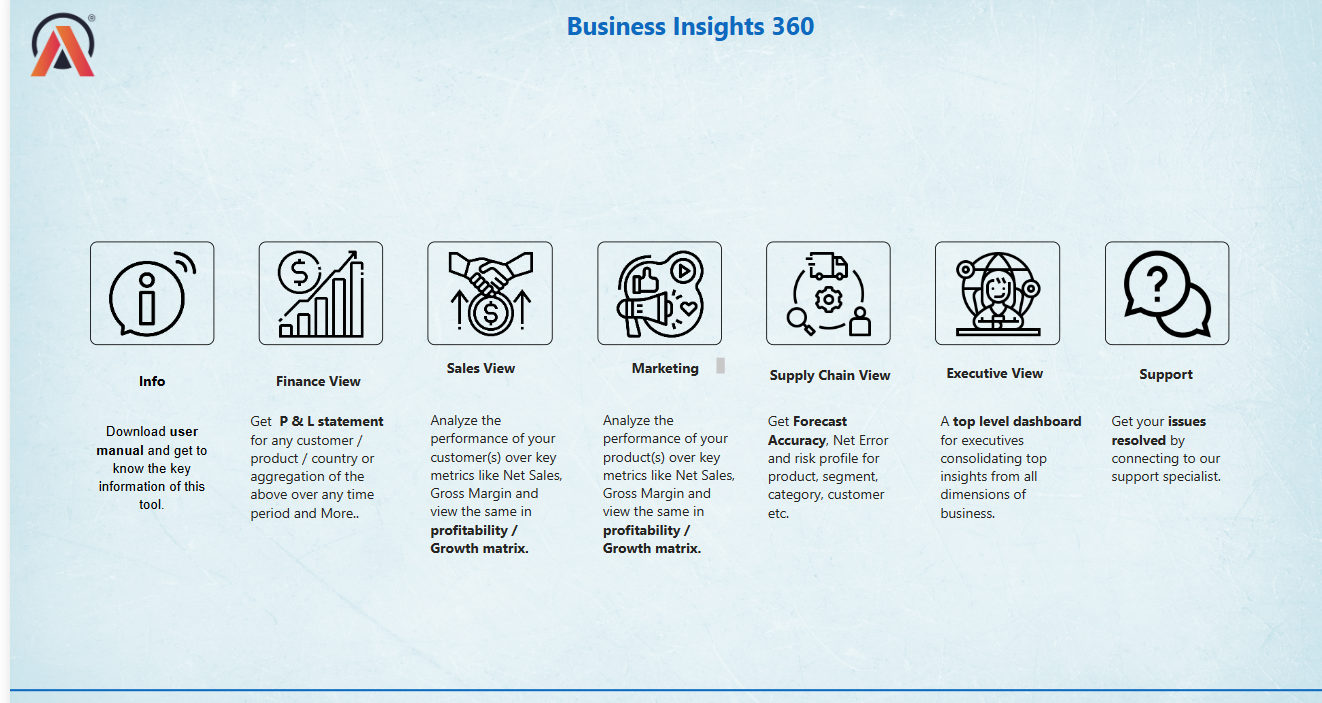 ®
Business Insights 360
Info
Download user
manual and get to
know the key
information of this
tool.
Finance View
Get P & L statement
for any customer /
product / country or
aggregation of the
above over any time
period and More..
Sales View
Analyze the
performance of your
customer(s) over key
metrics like Net Sales,
Gross Margin and
view the same in
profitability /
Growth matrix.
Marketing
Analyze the
performance of your
product(s) over key
metrics like Net Sales,
Gross Margin and
view the same in
profitability /
Growth matrix.
Supply Chain View
Get Forecast
Accuracy, Net Error
and risk profile for
product, segment,
category, customer
etc.
Executive View
A top level dashboard
for executives
consolidating top
insights from all
dimensions of
business.
Support
Get your issues
resolved by
connecting to our
support specialist.